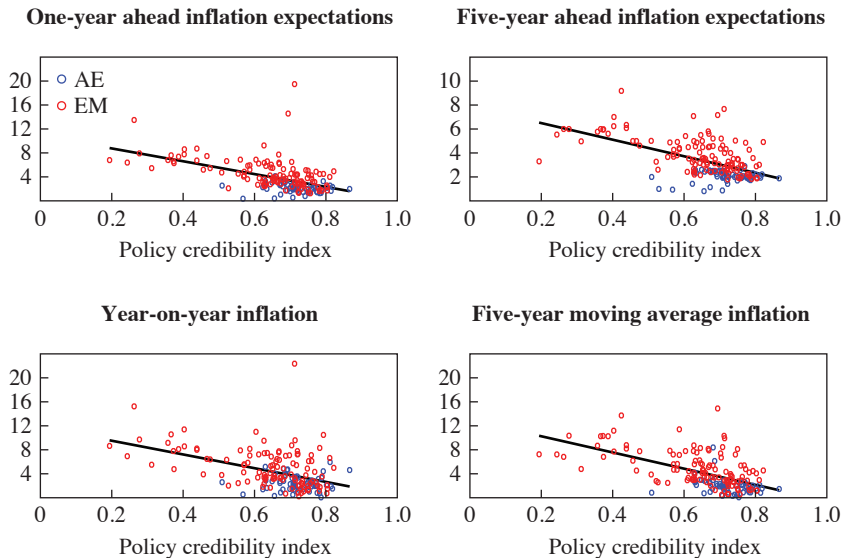 One-year ahead inflation expectations
20
16
12
8
4
AE
EM
0 0.2 0.4 0.6 0.8 1.0
Policy credibility index
Five-year ahead inflation expectations
10
8
6
4
2
0 0.2 0.4 0.6 0.8 1.0
Policy credibility index
Year-on-year inflation
20
16
12
8
4
0 0.2 0.4 0.6 0.8 1.0
Policy credibility index
Five-year moving average inflation
20
16
12
8
4
0 0.2 0.4 0.6 0.8 1.0
Policy credibility index